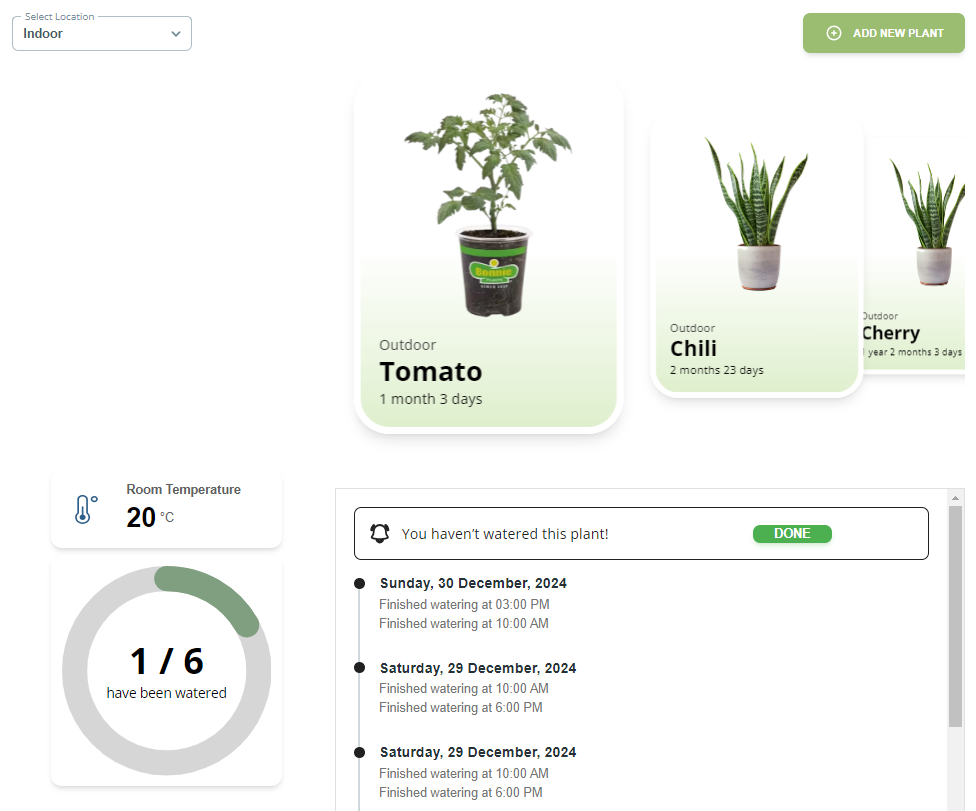 Select Location
Indoor
ADD NEW PLANT
Bonnie
Outdoor
Tomato
1 month 3 days
Outdoor
Chili
2 months 23 days
Outdoor
Cherry
1 year 2 months 3 days
Room Temperature
20 °C
1 / 6
have been watered
You haven’t watered this plant!
DONE
Sunday, 30 December, 2024
Finished watering at 03:00 PM
Finished watering at 10:00 AM
Saturday, 29 December, 2024
Finished watering at 10:00 AM
Finished watering at 6:00 PM
Saturday, 29 December, 2024
Finished watering at 10:00 AM
Finished watering at 6:00 PM